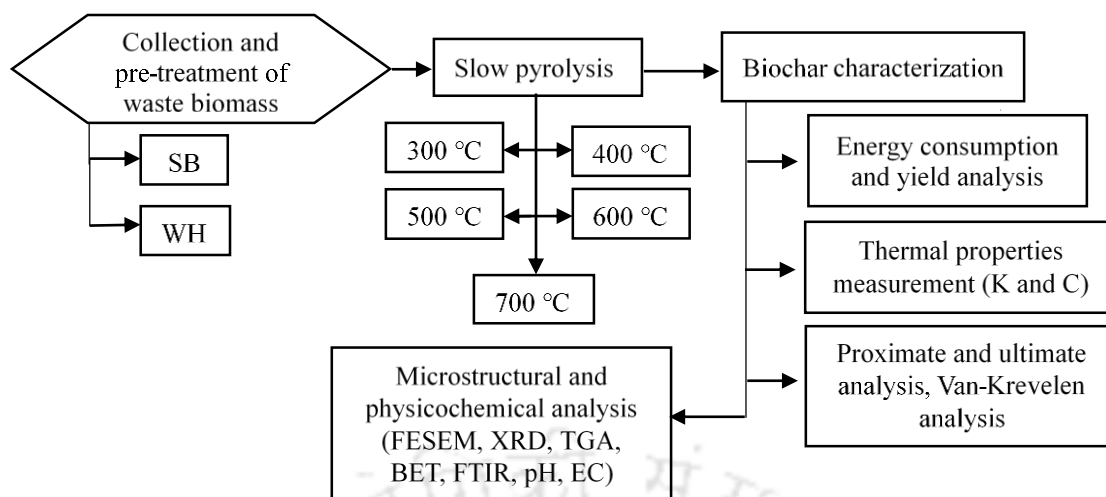 Collection and
pre-treatment of
waste biomass
Slow pyrolysis
Biochar characterization
SB
WH
300 °C
400 °C
500 °C
600 °C
700 °C
Energy consumption
and yield analysis
Thermal properties
measurement (K and C)
Proximate and ultimate
analysis, Van-Krevelen
analysis
Microstructural and
physicochemical analysis
(FESEM, XRD, TGA,
BET, FTIR, pH, EC)